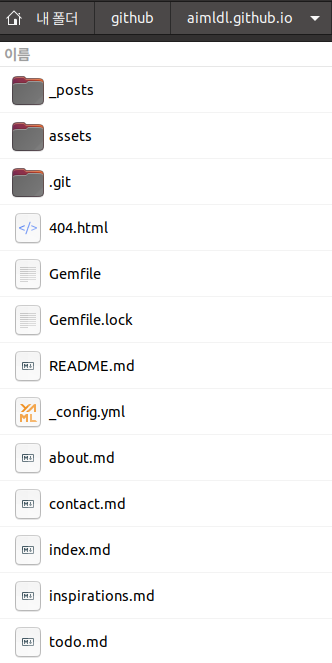 내 폴더 github aimldl.github.io
이름
_posts
assets
.git
404.html
Gemfile
Gemfile.lock
README.md
_config.yml
about.md
contact.md
index.md
inspirations.md
todo.md